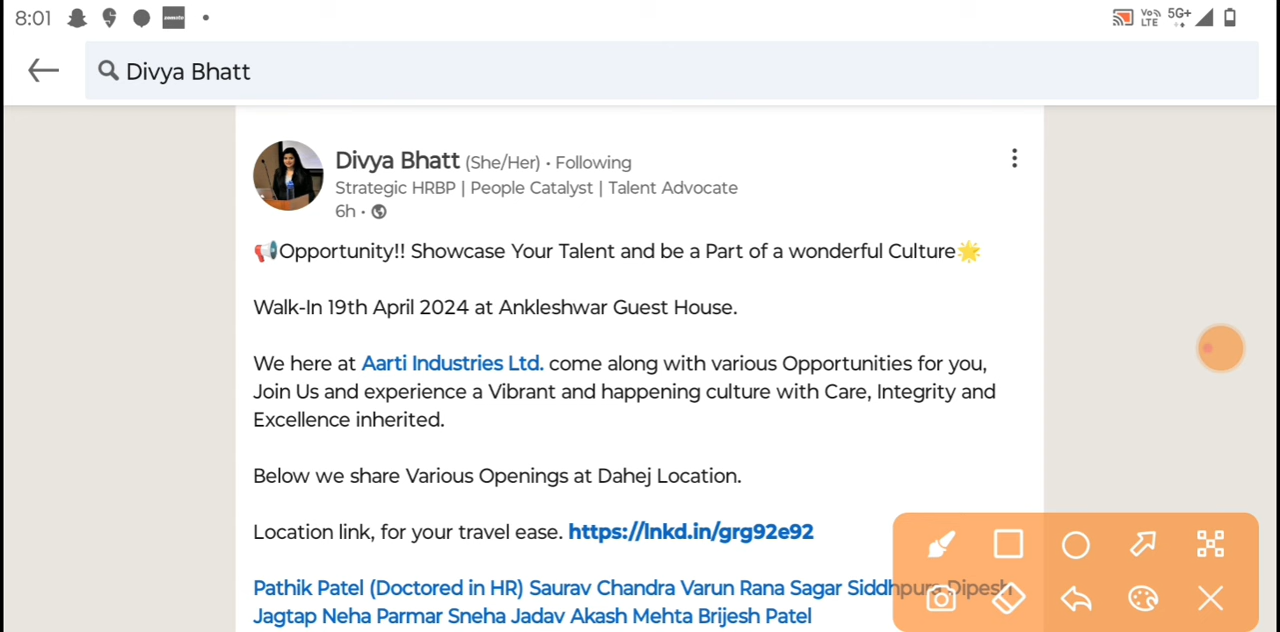 8:01
Vo) LTE 5G+
Divya Bhatt
Divya Bhatt (She/Her) • Following
Strategic HRBP | People Catalyst | Talent Advocate
6h •
📢Opportunity!! Showcase Your Talent and be a Part of a wonderful Culture🌟
Walk-In 19th April 2024 at Ankleshwar Guest House.
We here at Aarti Industries Ltd. come along with various Opportunities for you,
Join Us and experience a Vibrant and happening culture with Care, Integrity and
Excellence inherited.
Below we share Various Openings at Dahej Location.
Location link, for your travel ease. https://lnkd.in/grg92e92
Pathik Patel (Doctored in HR) Saurav Chandra Varun Rana Sagar Siddhpura Dipesh
Jagtap Neha Parmar Sneha Jadav Akash Mehta Brijesh Patel